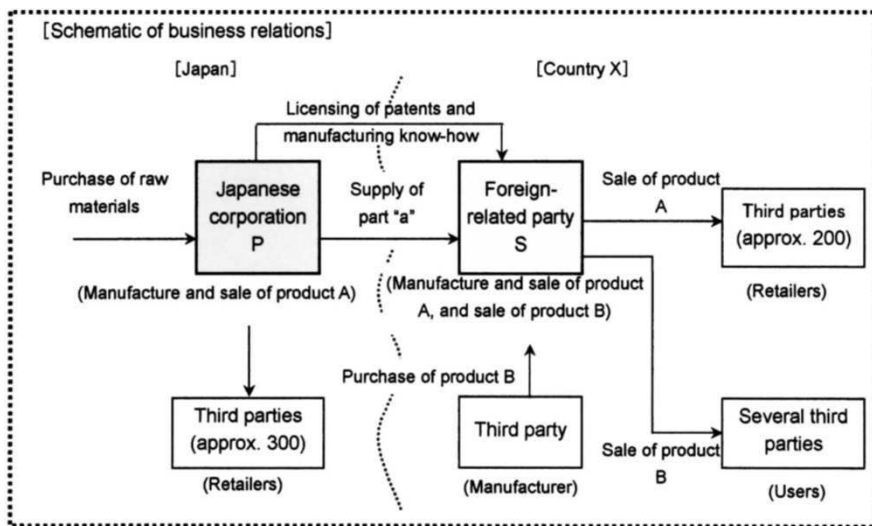 [Schematic of business relations]
[Japan]
[Country X]
Licensing of patents and
manufacturing know-how
Purchase of raw
materials
Japanese
corporation
P
Supply of
part "a"
Foreign-
related party
S
Sale of product
A
Third parties
(approx. 200)
(Retailers)
(Manufacture and sale of product A)
(Manufacture and sale of product
A, and sale of product B)
Purchase of product B
Third parties
(approx. 300)
(Retailers)
Third party
(Manufacturer)
Sale of product
B
Several third
parties
(Users)